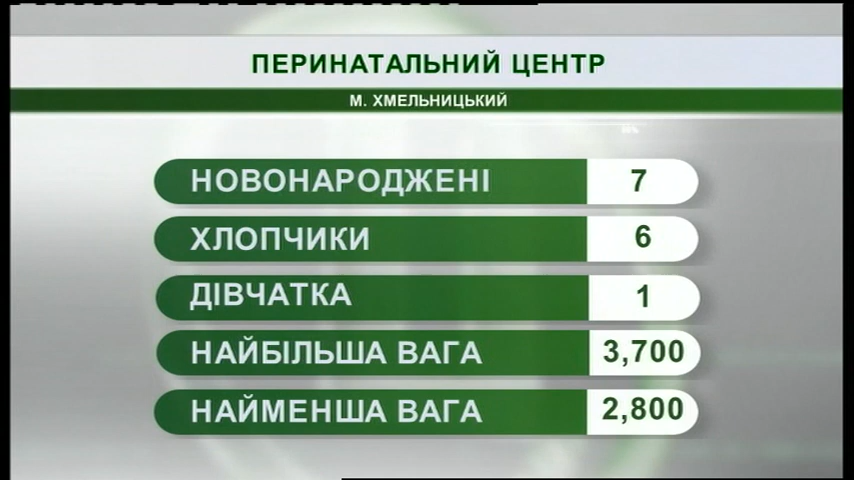 ПЕРИНАТАЛЬНИЙ ЦЕНТР
М. ХМЕЛЬНИЦЬКИЙ
НОВОНАРОДЖЕНІ 7
ХЛОПЧИКИ 6
ДІВЧАТКА 1
НАЙБІЛЬША ВАГА 3,700
НАЙМЕНША ВАГА 2,800